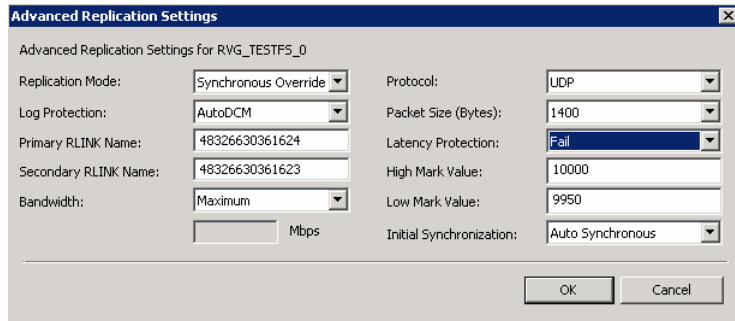 Advanced Replication Settings
Advanced Replication Settings for RVG_TESTFS_0
Replication Mode: Synchronous Override Protocol: UDP
Log Protection: AutoDCM Packet Size (Bytes): 1400
Primary RLINK Name: 48326630361624 Latency Protection: Fail
Secondary RLINK Name: 48326630361623 High Mark Value: 10000
Bandwidth: Maximum Low Mark Value: 9950
Mbps Initial Synchronization: Auto Synchronous
OK Cancel